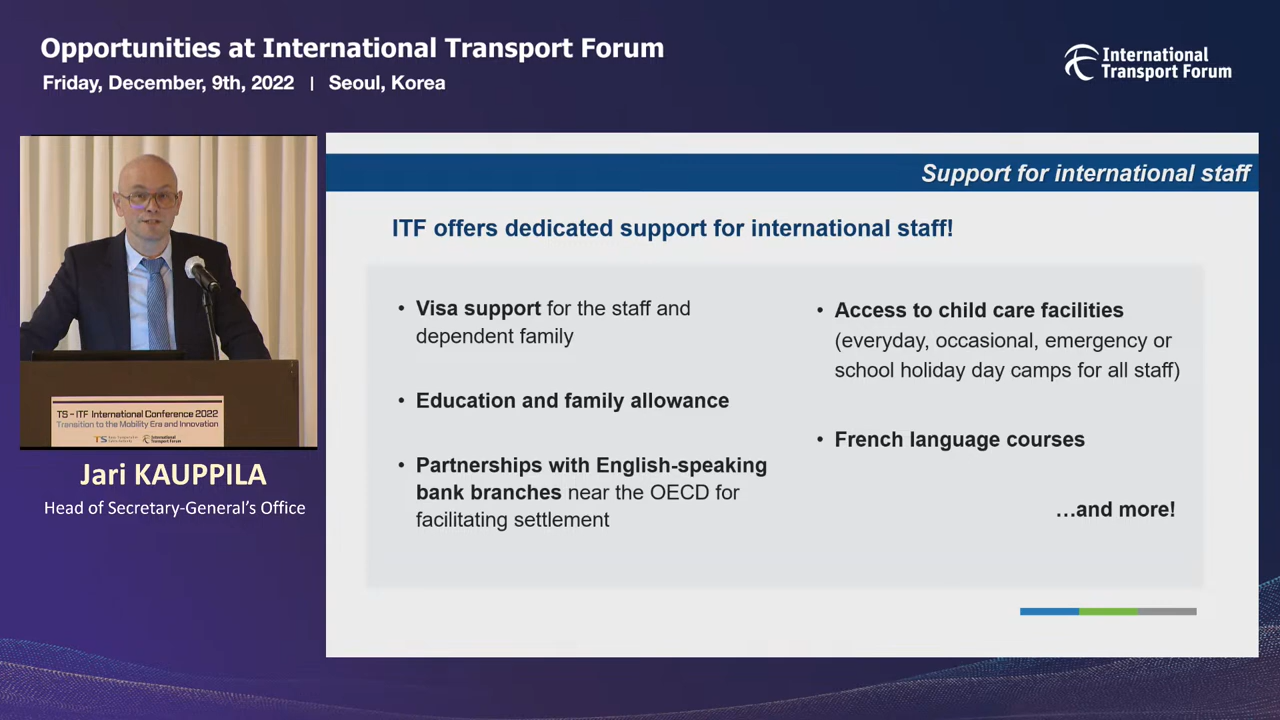 Opportunities at International Transport Forum
Friday, December, 9th, 2022 | Seoul, Korea
International
Transport Forum
Support for international staff
ITF offers dedicated support for international staff!
• Visa support for the staff and
dependent family
• Education and family allowance
• Partnerships with English-speaking
bank branches near the OECD for
facilitating settlement
• Access to child care facilities
(everyday, occasional, emergency or
school holiday day camps for all staff)
• French language courses
…and more!
TS – ITF International Conference 2022
Transition to the Mobility Era and Innovation
TS
International
Transport Forum
Jari KAUPPILA
Head of Secretary-General’s Office